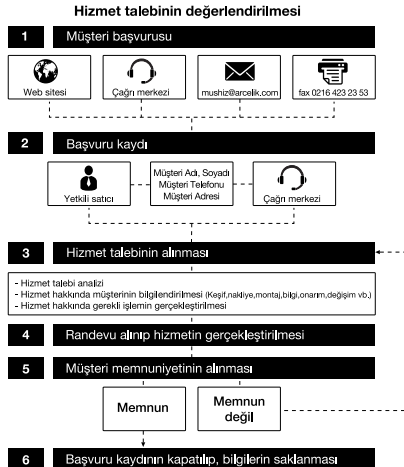 Hizmet talebinin değerlendirilmesi
1 Müşteri başvurusu
Web sitesi
Çağrı merkezi
mushiz@arcelik.com
fax 0216 423 23 53
2 Başvuru kaydı
Yetkili satıcı
Müşteri Adı, Soyadı
Müşteri Telefonu
Müşteri Adresi
Çağrı merkezi
3 Hizmet talebinin alınması
- Hizmet talebi analizi
- Hizmet hakkında müşterinin bilgilendirilmesi (Keşif,nakliye,montaj,bilgi,onarım,değişim vb.)
- Hizmet hakkında gerekli işlemin gerçekleştirilmesi
4 Randevu alınıp hizmetin gerçekleştirilmesi
5 Müşteri memnuniyetinin alınması
Memnun
Memnun
değil
6 Başvuru kaydının kapatılıp, bilgilerin saklanması